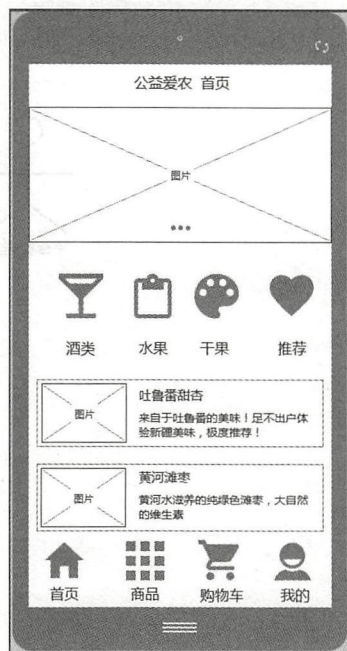 公益爱农 首页
图片
酒类 水果 干果 推荐
图片
吐鲁番甜杏
来自于吐鲁番的美味！足不出户体
验新疆美味，极度推荐！
图片
黄河滩枣
黄河水滋养的纯绿色滩枣，大自然
的维生素
首页 商品 购物车 我的